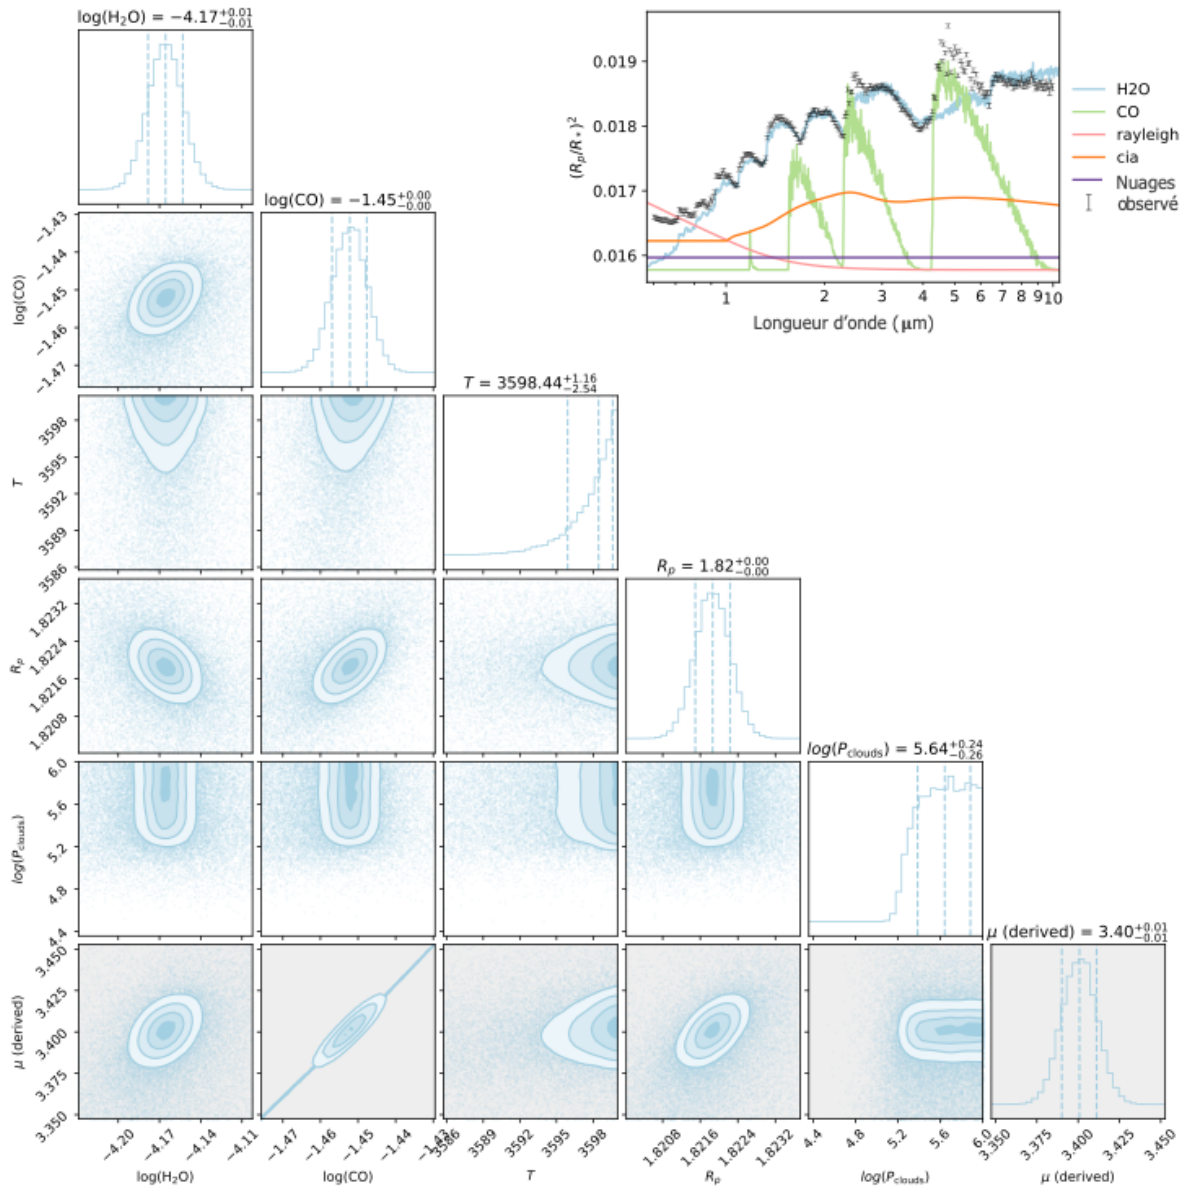 log(H₂O) = −4.17+0.01−0.01
0.019
0.018
0.017
0.016
(Rp/R*)²
1 2 3 4 5 6 7 8 9 10
Longueur d'onde (μm)
H2O
CO
rayleigh
cia
Nuages
observé
log(CO) = −1.45+0.00−0.00
−1.43
−1.44
−1.45
−1.46
−1.47
log(CO)
T = 3598.44+1.16−2.54
3598
3595
3592
3589
3586
T
Rp = 1.82+0.00−0.00
1.8232
1.8224
1.8216
1.8208
Rp
log(Pclouds) = 5.64+0.24−0.26
6.0
5.6
5.2
4.8
4.4
log(Pclouds)
μ (derived) = 3.40+0.01−0.01
3.450
3.425
3.400
3.375
3.350
μ (derived)
−4.20 −4.17 −4.14 −4.11
log(H₂O)
−1.47 −1.46 −1.45 −1.44
log(CO)
3586 3589 3592 3595 3598
T
1.8208 1.8216 1.8224 1.8232
Rp
4.4 4.8 5.2 5.6 6.0
log(Pclouds)
3.350 3.375 3.400 3.425 3.450
μ (derived)